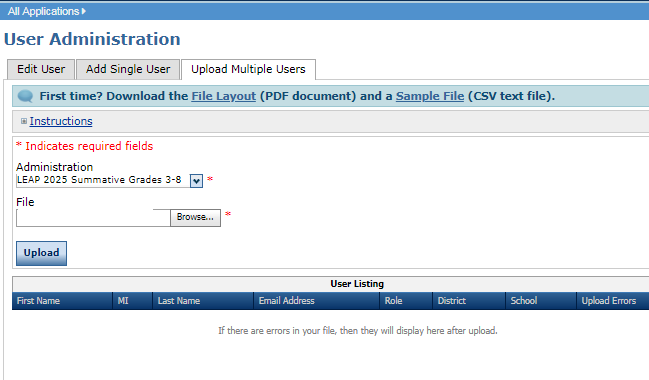 All Applications
User Administration
Edit User Add Single User Upload Multiple Users
First time? Download the File Layout (PDF document) and a Sample File (CSV text file).
Instructions
* Indicates required fields
Administration
LEAP 2025 Summative Grades 3-8 *
File
Browse... *
Upload
User Listing
First Name MI Last Name Email Address Role District School Upload Errors
If there are errors in your file, then they will display here after upload.